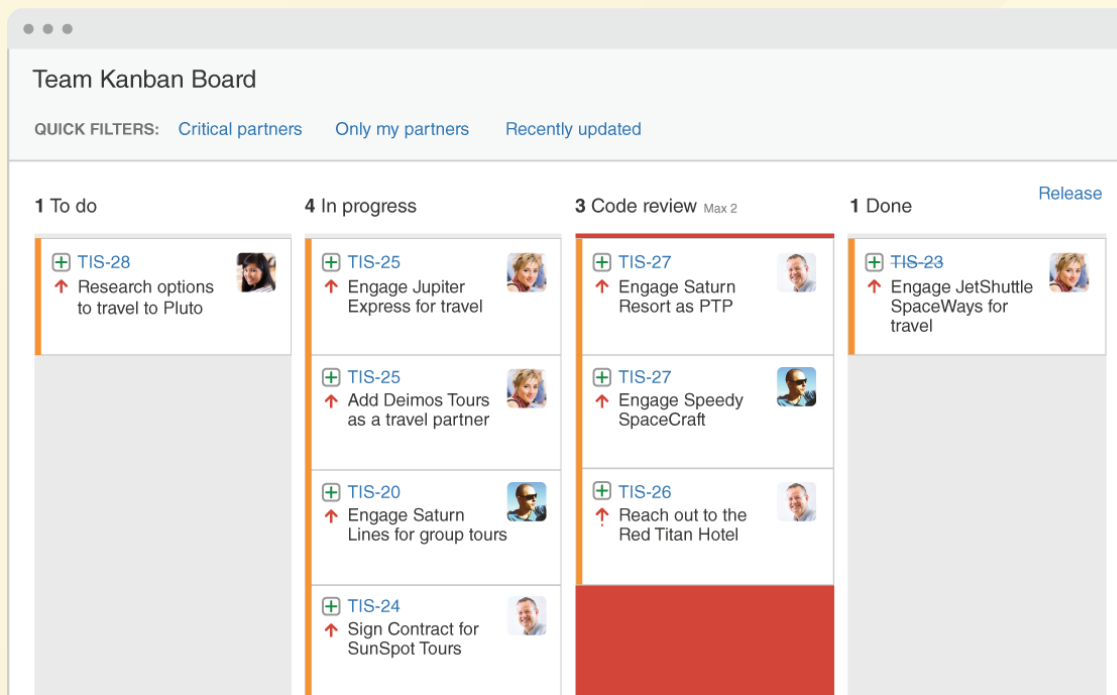 Team Kanban Board
QUICK FILTERS: Critical partners Only my partners Recently updated
Release
1 To do
TIS-28
Research options
to travel to Pluto
4 In progress
TIS-25
Engage Jupiter
Express for travel
TIS-25
Add Deimos Tours
as a travel partner
TIS-20
Engage Saturn
Lines for group tours
TIS-24
Sign Contract for
SunSpot Tours
3 Code review Max 2
TIS-27
Engage Saturn
Resort as PTP
TIS-27
Engage Speedy
SpaceCraft
TIS-26
Reach out to the
Red Titan Hotel
1 Done
TIS-23
Engage JetShuttle
SpaceWays for
travel